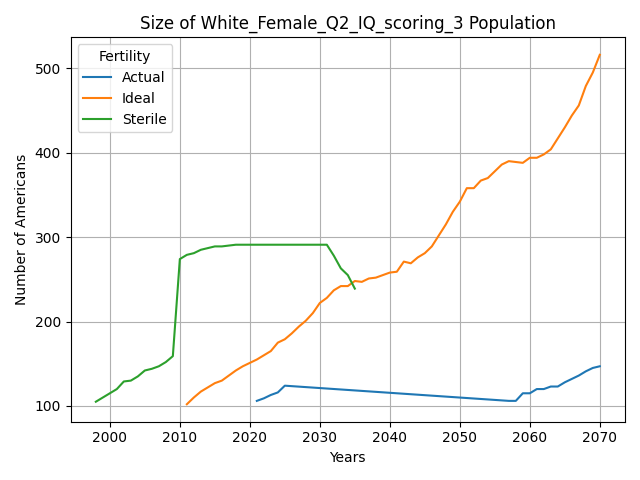 Size of White_Female_Q2_IQ_scoring_3 Population
Fertility
Actual
Ideal
Sterile
Number of Americans
500
400
300
200
100
2000 2010 2020 2030 2040 2050 2060 2070
Years